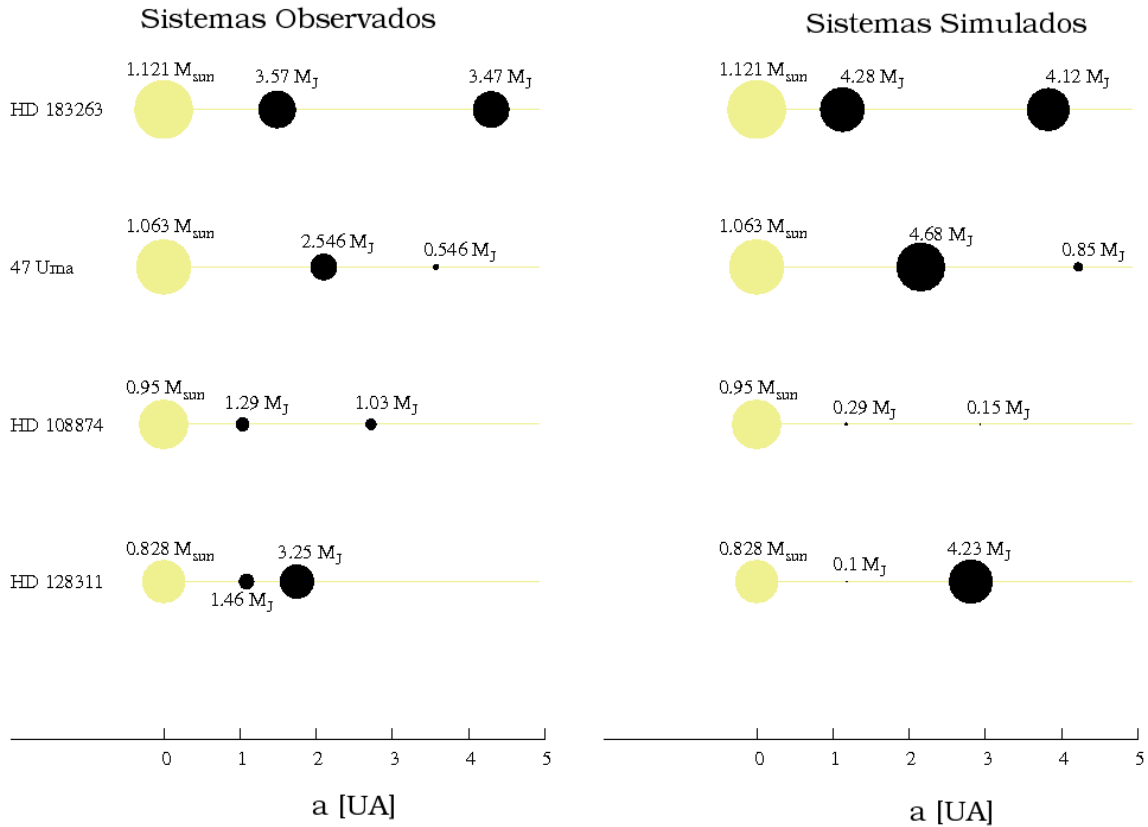 Sistemas Observados
Sistemas Simulados
1.121 Msun
3.57 MJ
3.47 MJ
1.121 Msun
4.28 MJ
4.12 MJ
HD 183263
1.063 Msun
2.546 MJ
0.546 MJ
1.063 Msun
4.68 MJ
0.85 MJ
47 Uma
0.95 Msun
1.29 MJ
1.03 MJ
0.95 Msun
0.29 MJ
0.15 MJ
HD 108874
0.828 Msun
3.25 MJ
0.828 Msun
0.1 MJ
4.23 MJ
HD 128311
1.46 MJ
0 1 2 3 4 5
0 1 2 3 4 5
a [UA]
a [UA]